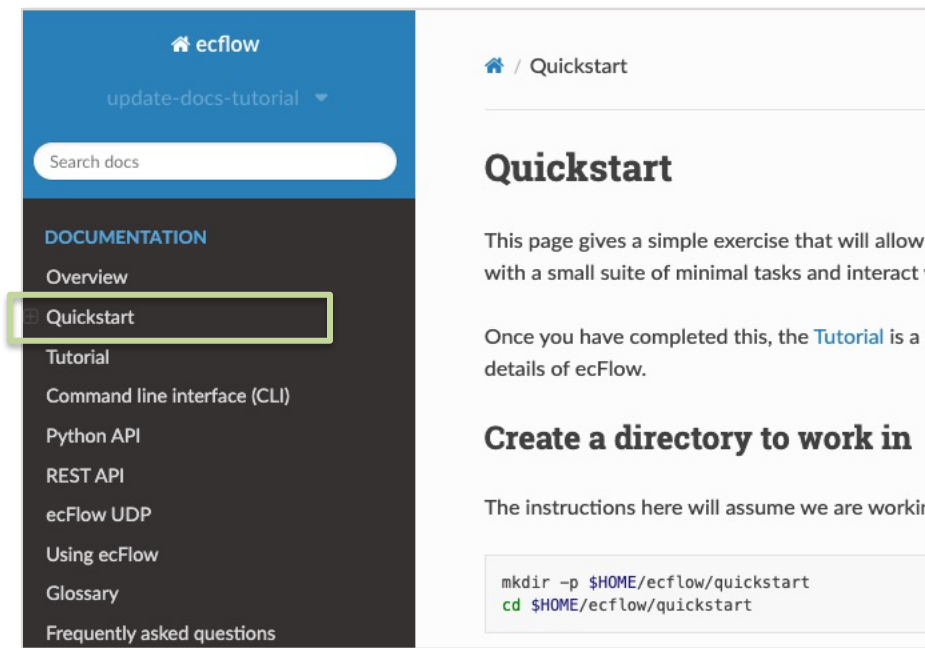 ecflow
update-docs-tutorial
Search docs
DOCUMENTATION
Overview
Quickstart
Tutorial
Command line interface (CLI)
Python API
REST API
ecFlow UDP
Using ecFlow
Glossary
Frequently asked questions
/ Quickstart
Quickstart
This page gives a simple exercise that will allow
with a small suite of minimal tasks and interact
Once you have completed this, the Tutorial is a
details of ecFlow.
Create a directory to work in
The instructions here will assume we are
mkdir -p $HOME/ecflow/quickstart
cd $HOME/ecflow/quickstart